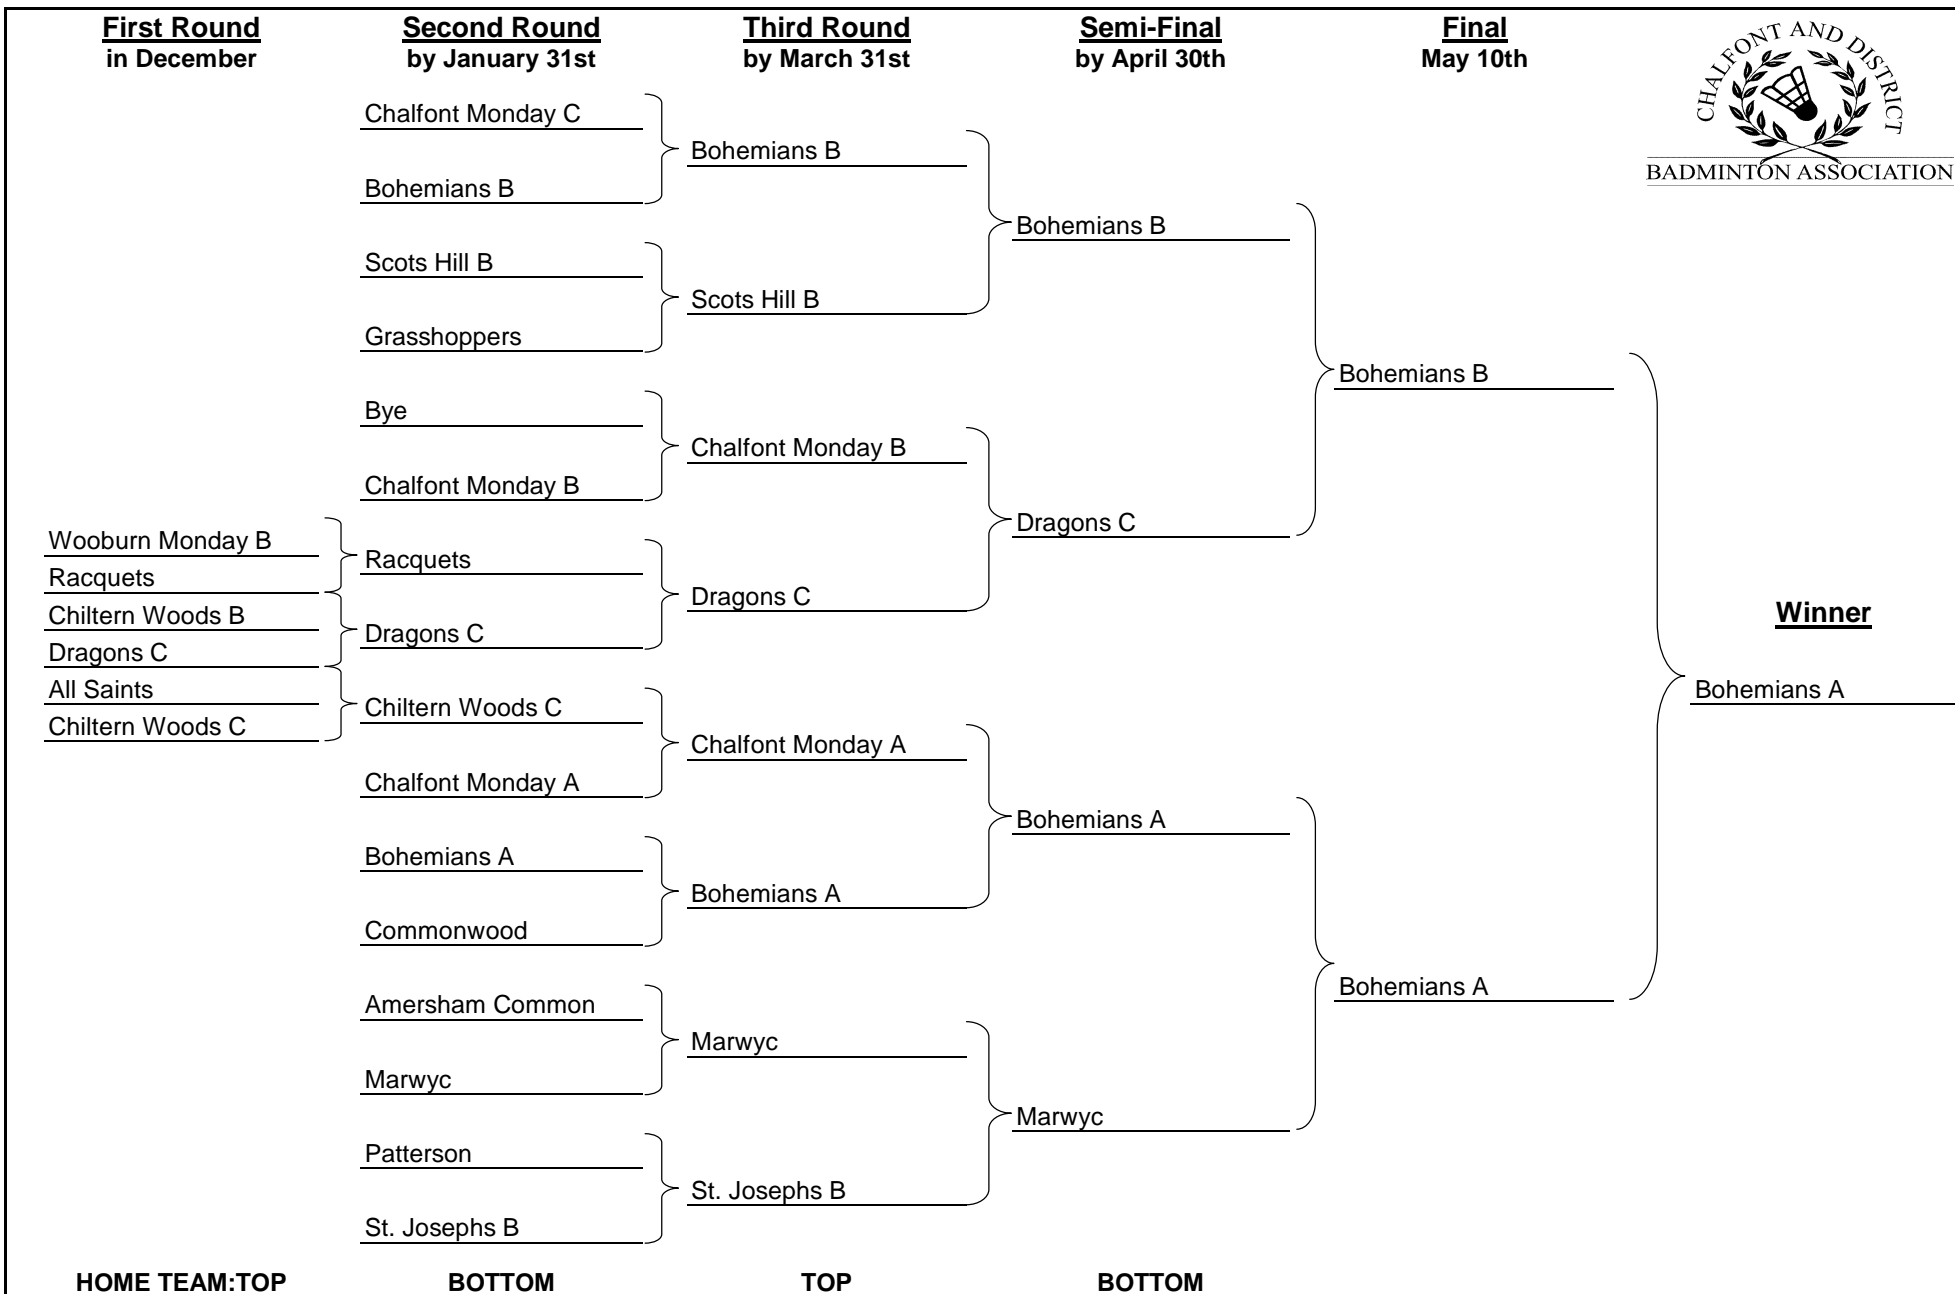 First Round
in December
Second Round
by January 31st
Third Round
by March 31st
Semi-Final
by April 30th
Final
May 10th
CHALFONT AND DISTRICT
BADMINTON ASSOCIATION
Chalfont Monday C
Bohemians B
Scots Hill B
Grasshoppers
Bye
Chalfont Monday B
Wooburn Monday B
Racquets
Chiltern Woods B
Dragons C
All Saints
Chiltern Woods C
Racquets
Dragons C
Chiltern Woods C
Chalfont Monday A
Bohemians A
Commonwood
Amersham Common
Marwyc
Patterson
St. Josephs B
Bohemians B
Scots Hill B
Chalfont Monday B
Dragons C
Chalfont Monday A
Bohemians A
Marwyc
St. Josephs B
Bohemians B
Dragons C
Bohemians A
Marwyc
Bohemians B
Bohemians A
Winner
Bohemians A
HOME TEAM:TOP
BOTTOM
TOP
BOTTOM